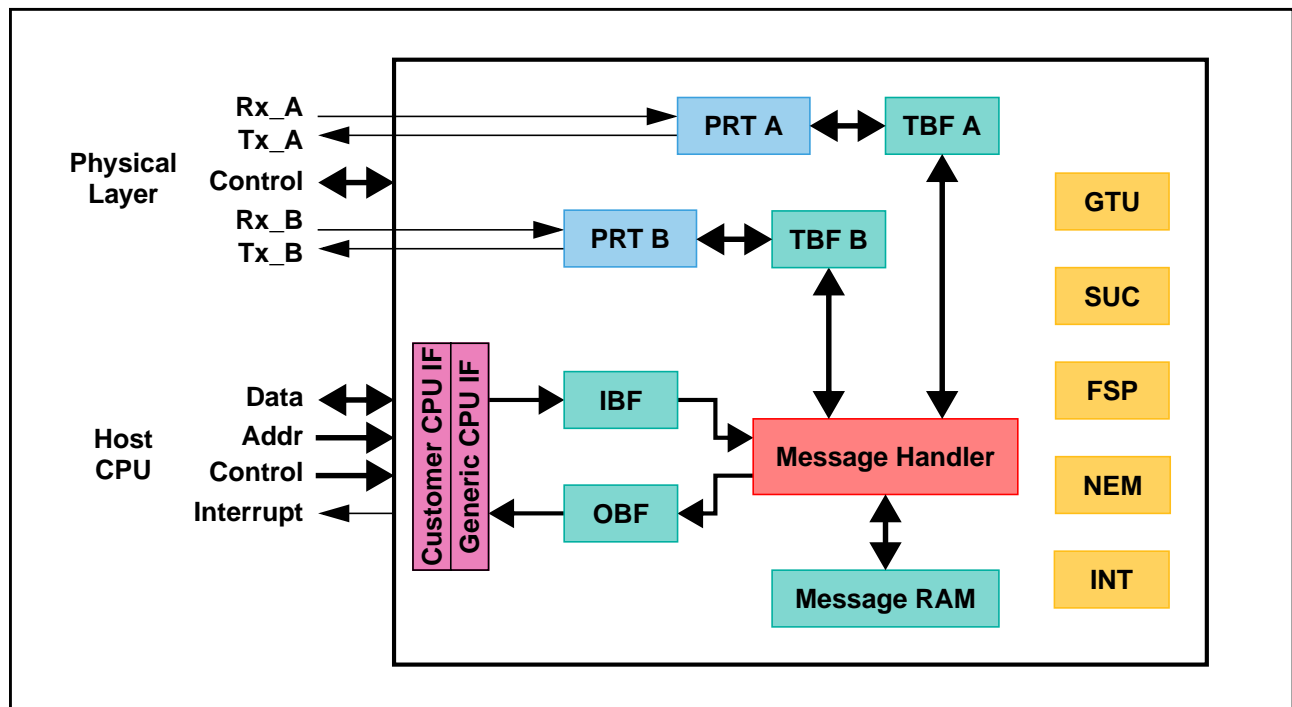 Rx_A
Tx_A
Physical
Layer
Control
Rx_B
Tx_B
PRT A
TBF A
PRT B
TBF B
GTU
SUC
FSP
NEM
INT
Data
Addr
Host
CPU
Control
Interrupt
Customer CPU IF
Generic CPU IF
IBF
OBF
Message Handler
Message RAM